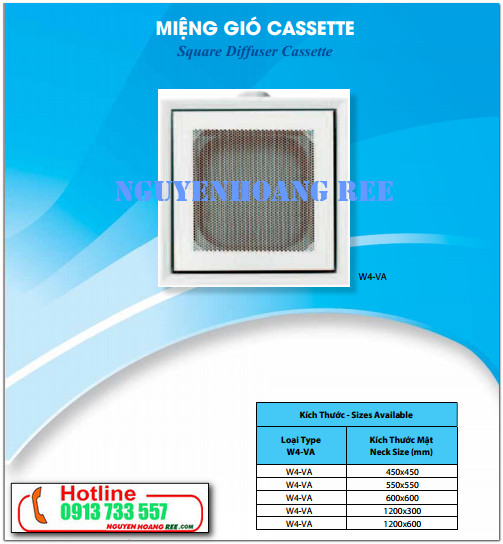 MIỆNG GIÓ CASSETTE
Square Diffuser Cassette
NGUYENHOANG REE
W4-VA
Kích Thước - Sizes Available
Loại Type W4-VA | Kích Thước Mặt Neck Size (mm)
W4-VA 450x450
W4-VA 550x550
W4-VA 600x600
W4-VA 1200x300
W4-VA 1200x600
Hotline
0913 733 557
NGUYEN HOANG REE .COM